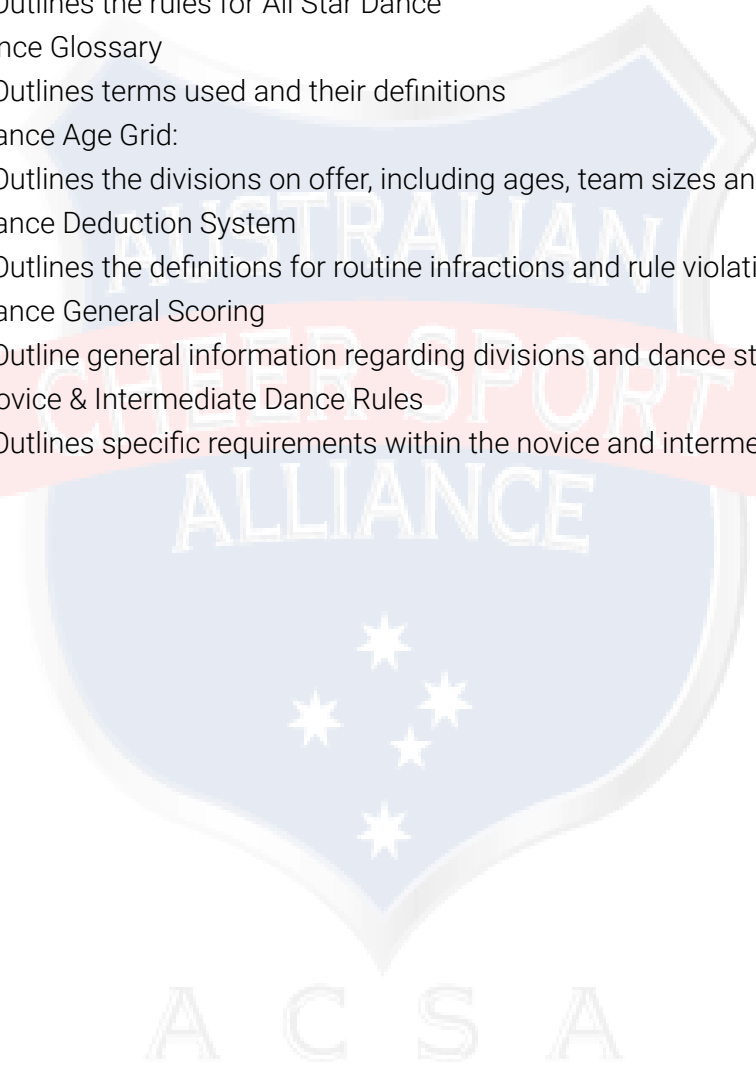 Outlines the rules for All Star Dance
nce Glossary
Outlines terms used and their definitions
ance Age Grid:
Outlines the divisions on offer, including ages, team sizes an
ance Deduction System
Outlines the definitions for routine infractions and rule violati
ance General Scoring
Outline general information regarding divisions and dance st
ovice & Intermediate Dance Rules
Outlines specific requirements within the novice and interme
AUSTRALIAN
CHEER SPORT
ALLIANCE
A C S A